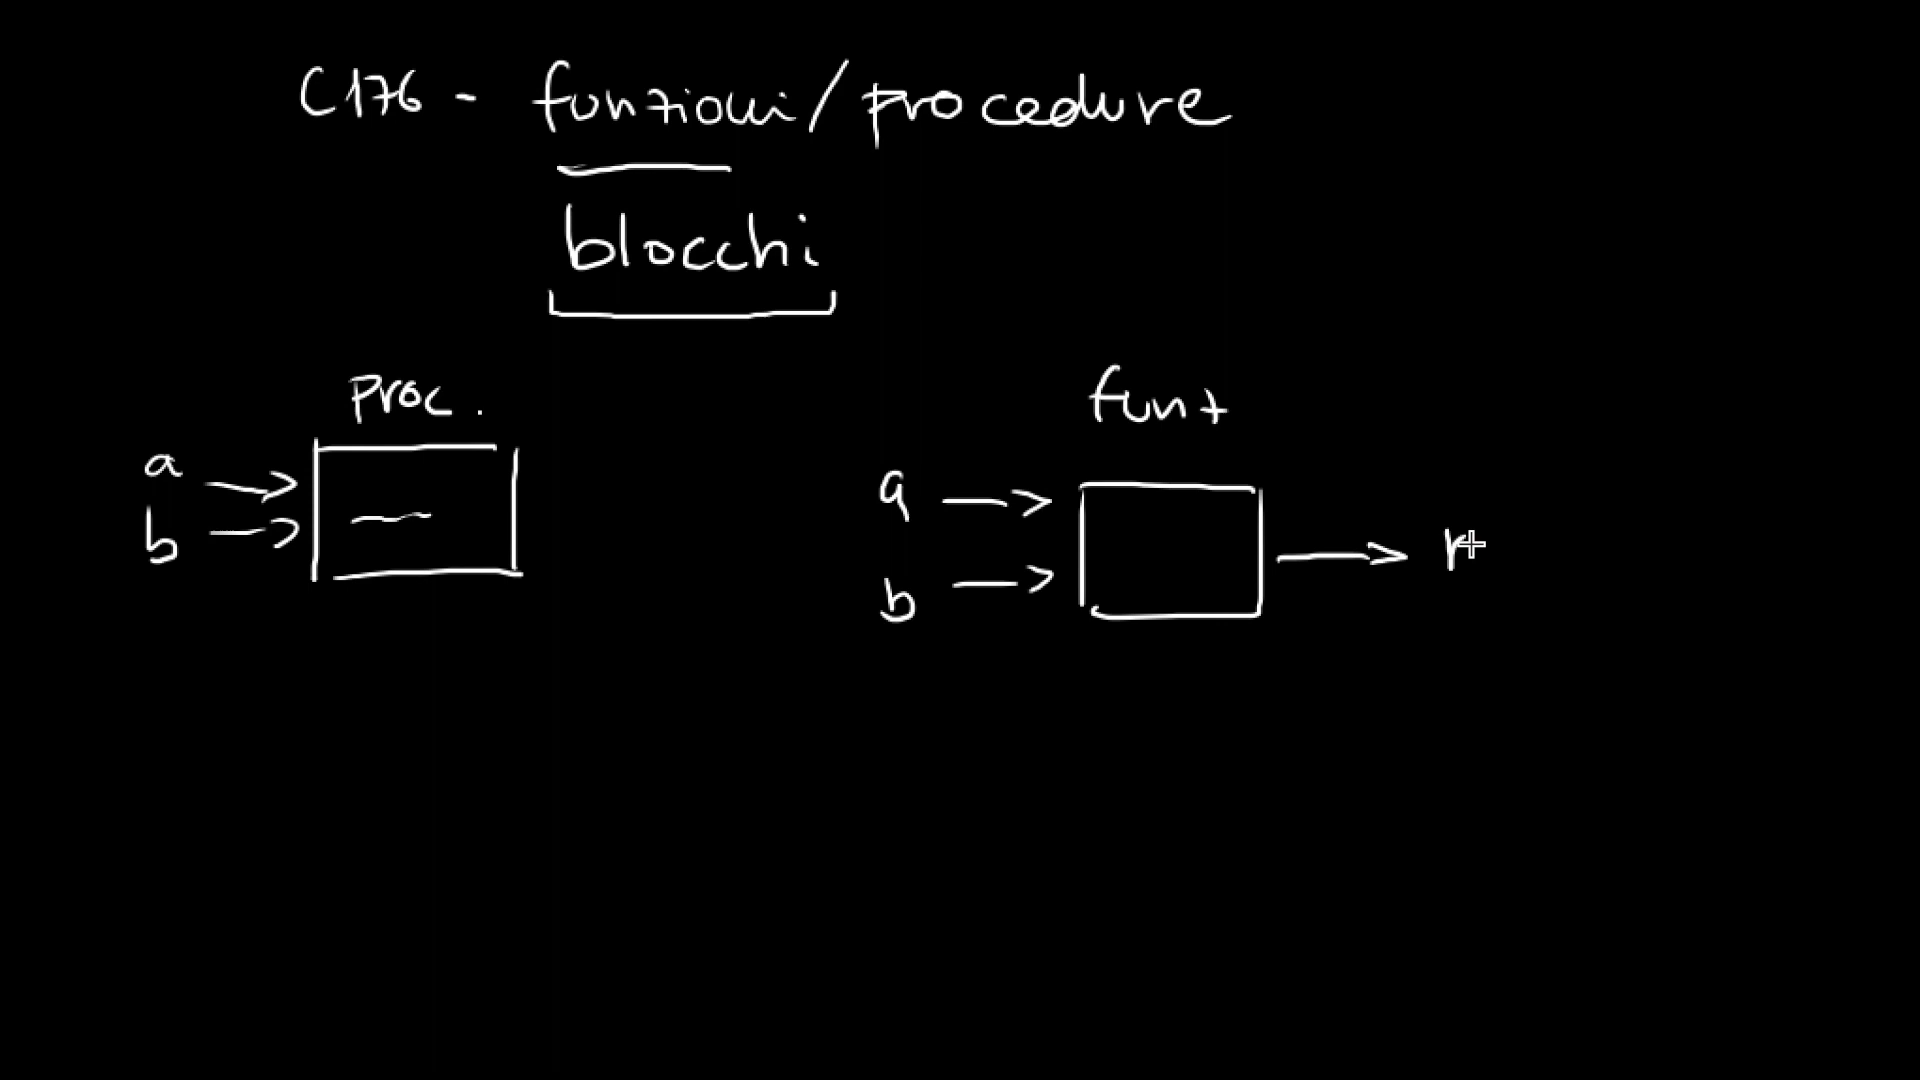 C176 - funzioni/procedure
blocchi
proc.
funz
a
b
a
b
r